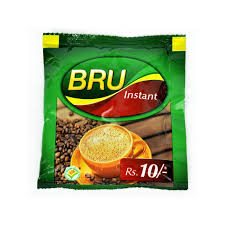 BRU
Instant
Rs. 10/-